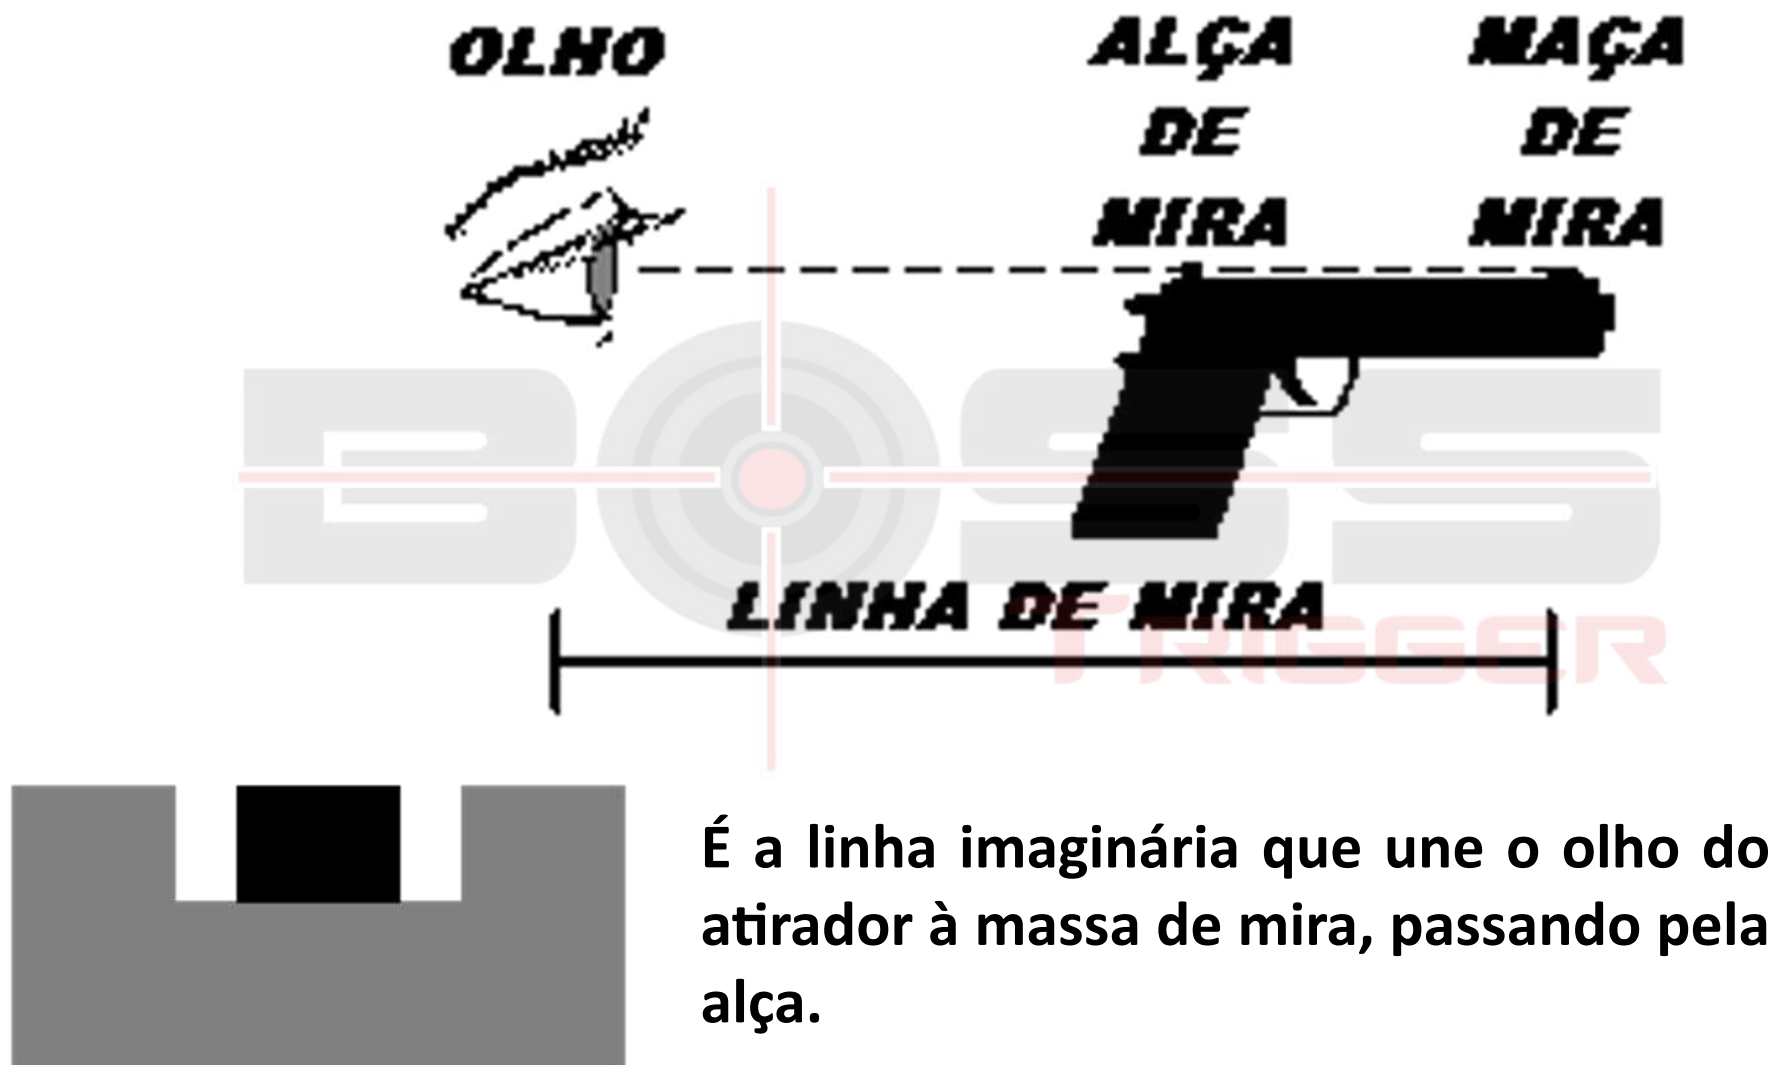 OLHO
ALÇA
DE
MIRA
MAÇA
DE
MIRA
BOSS
TRIGGER
LINHA DE MIRA
É a linha imaginária que une o olho do
atirador à massa de mira, passando pela
alça.